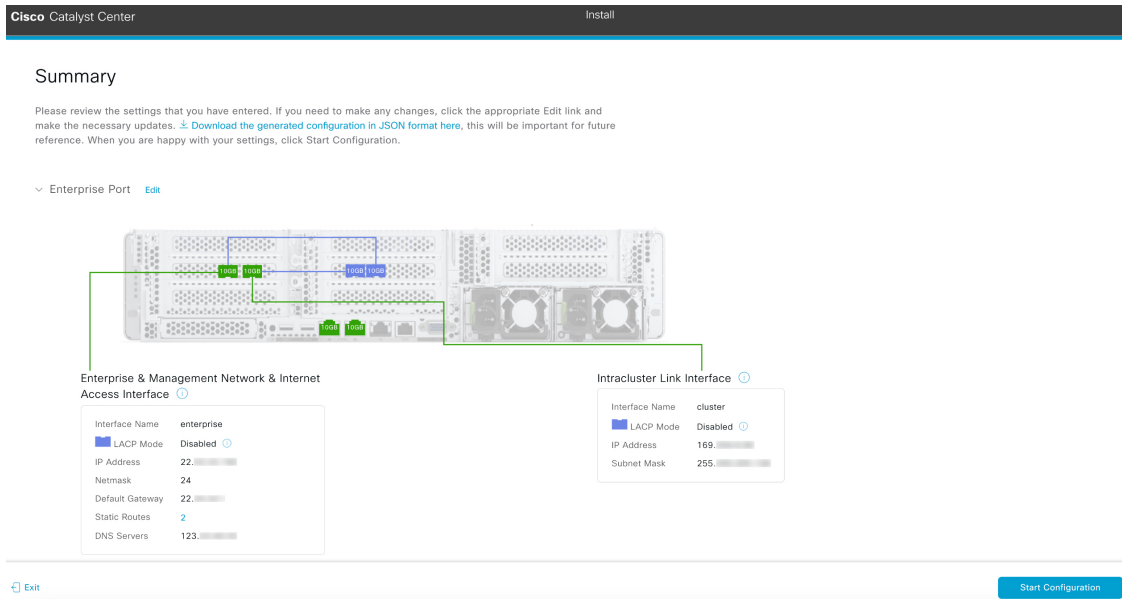 Cisco Catalyst Center
Install
Summary
Please review the settings that you have entered. If you need to make any changes, click the appropriate Edit link and
make the necessary updates. Download the generated configuration in JSON format here, this will be important for future
reference. When you are happy with your settings, click Start Configuration.
Enterprise Port Edit
10GB 10GB 10GB 10GB
10GB 10GB
Enterprise & Management Network & Internet
Access Interface
Interface Name enterprise
LACP Mode Disabled
IP Address 22.
Netmask 24
Default Gateway 22.
Static Routes 2
DNS Servers 123.
Intracluster Link Interface
Interface Name cluster
LACP Mode Disabled
IP Address 169.
Subnet Mask 255.
Exit
Start Configuration